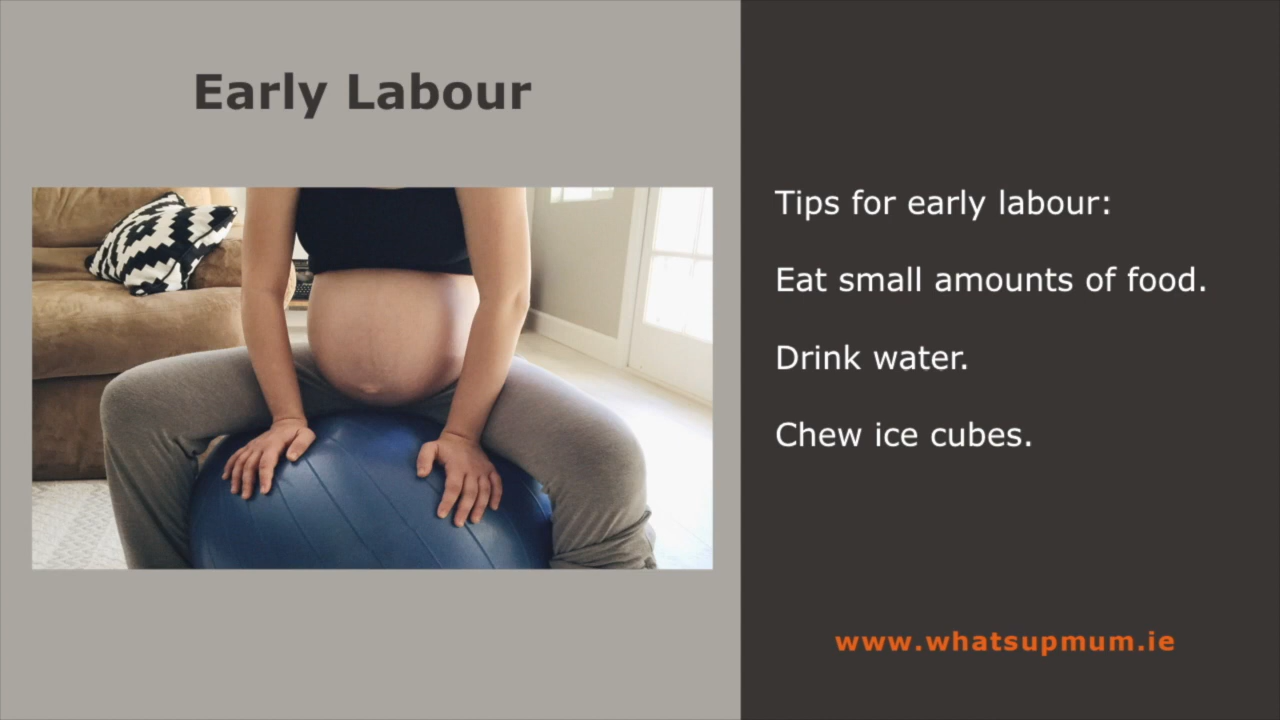 Early Labour
Tips for early labour:
Eat small amounts of food.
Drink water.
Chew ice cubes.
www.whatsupmum.ie